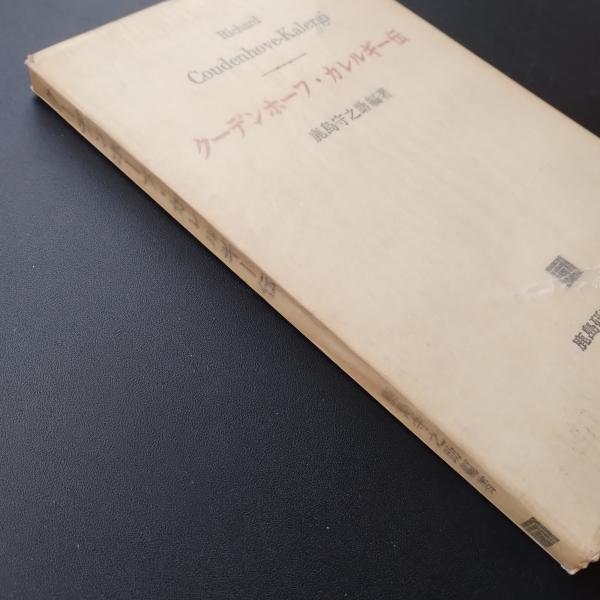 Richard
Coudenhove-Kalergi
クーデンホーフ・カレルギー伝
鹿島守之助編著
鹿島研
クーデンホーフ・カレルギー伝
鹿島守之助編著